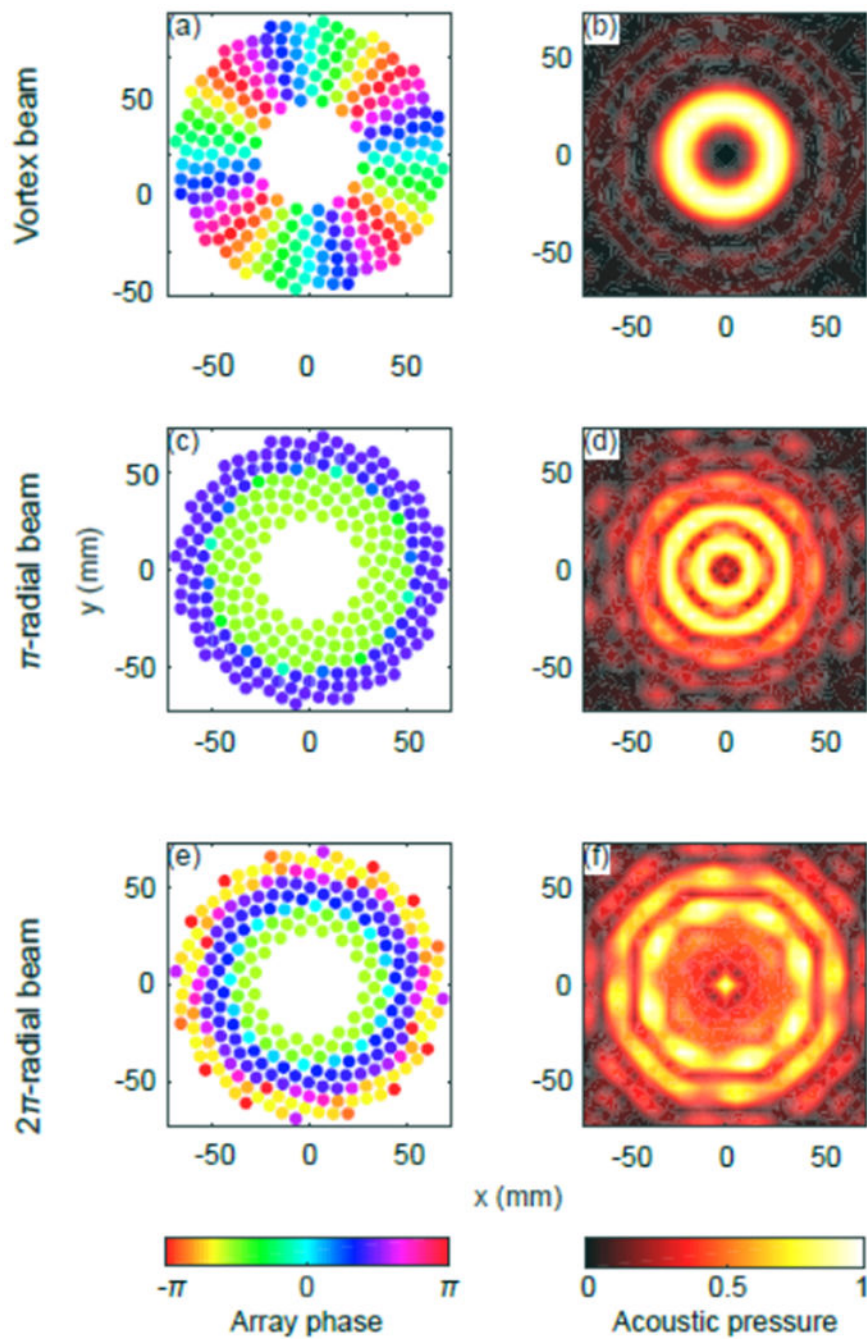 Vortex beam
(a)
50
0
-50
-50 0 50
(b)
50
0
-50
-50 0 50
π-radial beam
y (mm)
(c)
50
0
-50
-50 0 50
(d)
50
0
-50
-50 0 50
2π-radial beam
(e)
50
0
-50
-50 0 50
(f)
50
0
-50
-50 0 50
x (mm)
-π 0 π
Array phase
0 0.5 1
Acoustic pressure